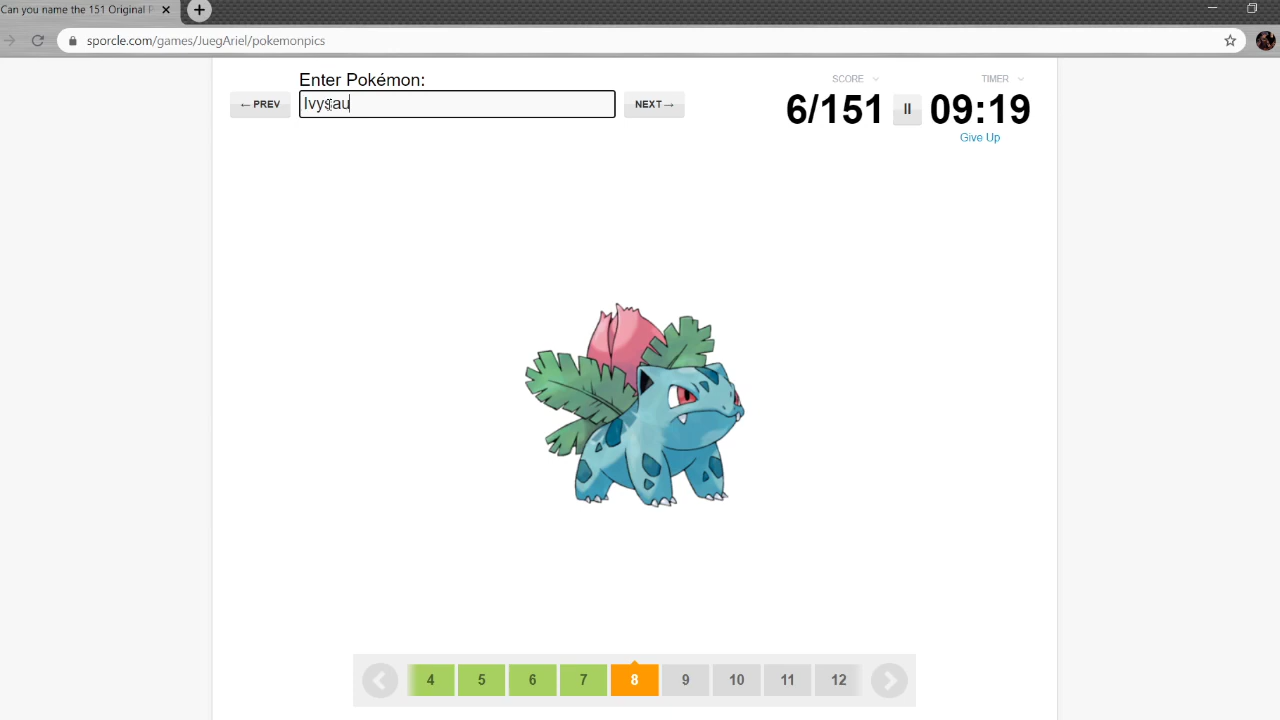 Can you name the 151 Original P
sporcle.com/games/JuegAriel/pokemonpics
Enter Pokémon:
← PREV
Ivysau
NEXT →
SCORE
6/151
TIMER
09:19
Give Up
4 5 6 7 8 9 10 11 12